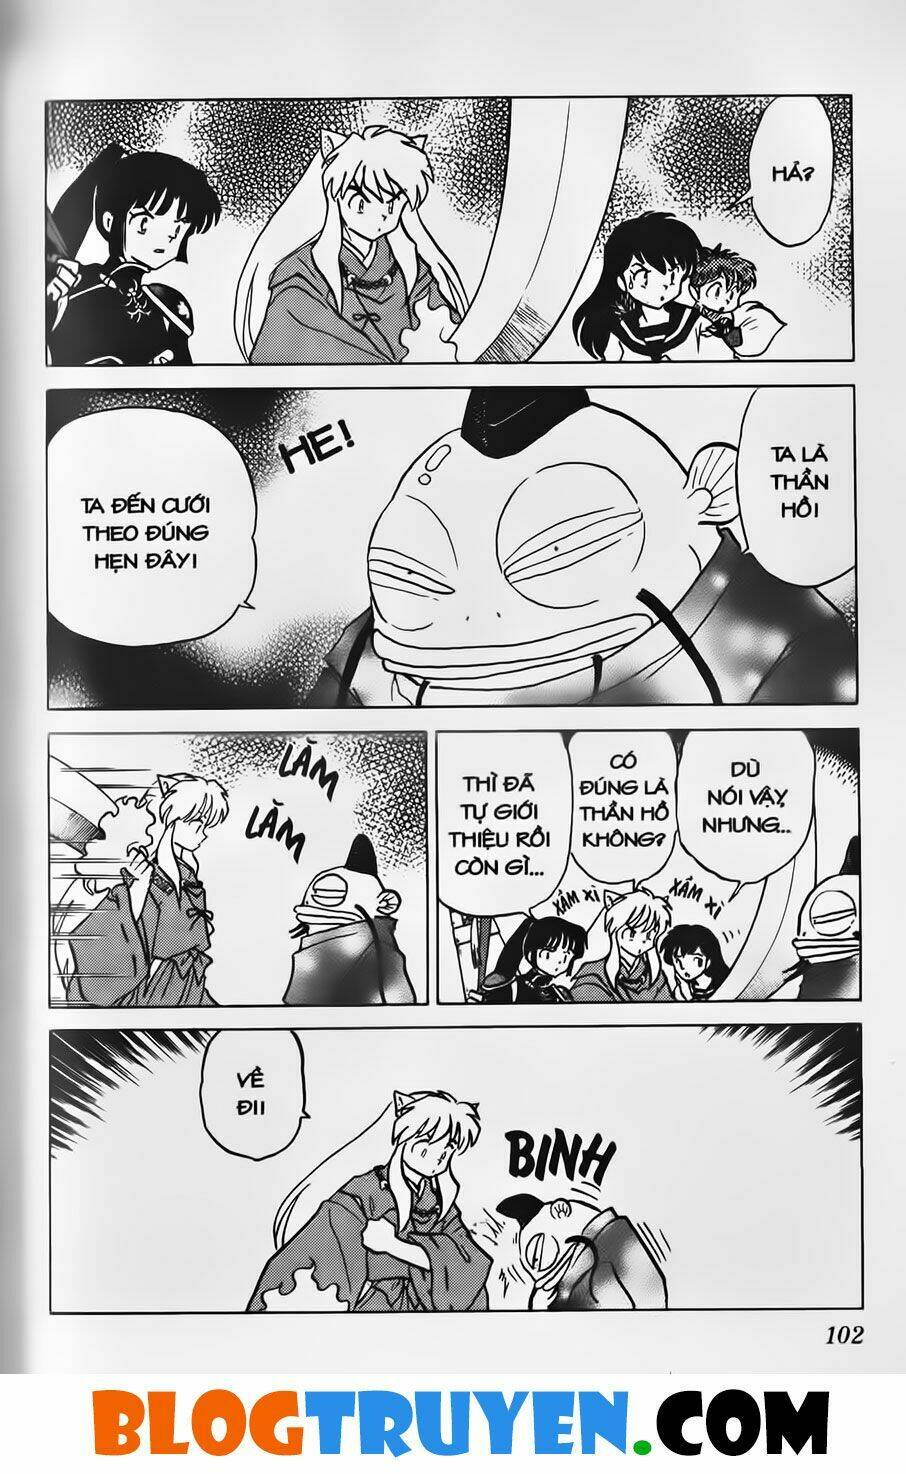 HẢ?
TA LÀ
THẦN
HỒ!
HE!
TA ĐẾN CƯỚI
THEO ĐÚNG
HẸN ĐÂY!
DÙ
NÓI VẬY,
NHƯNG...
CÓ
ĐÚNG LÀ
THẦN HỒ
KHÔNG?
THÌ ĐÃ
TỰ GIỚI
THIỆU RỒI
CÒN GÌ...
XẦM XÌ
XẦM XÌ
LĂM
LĂM
VỀ
ĐI!
BINH
102
BLOGTRUYEN.COM